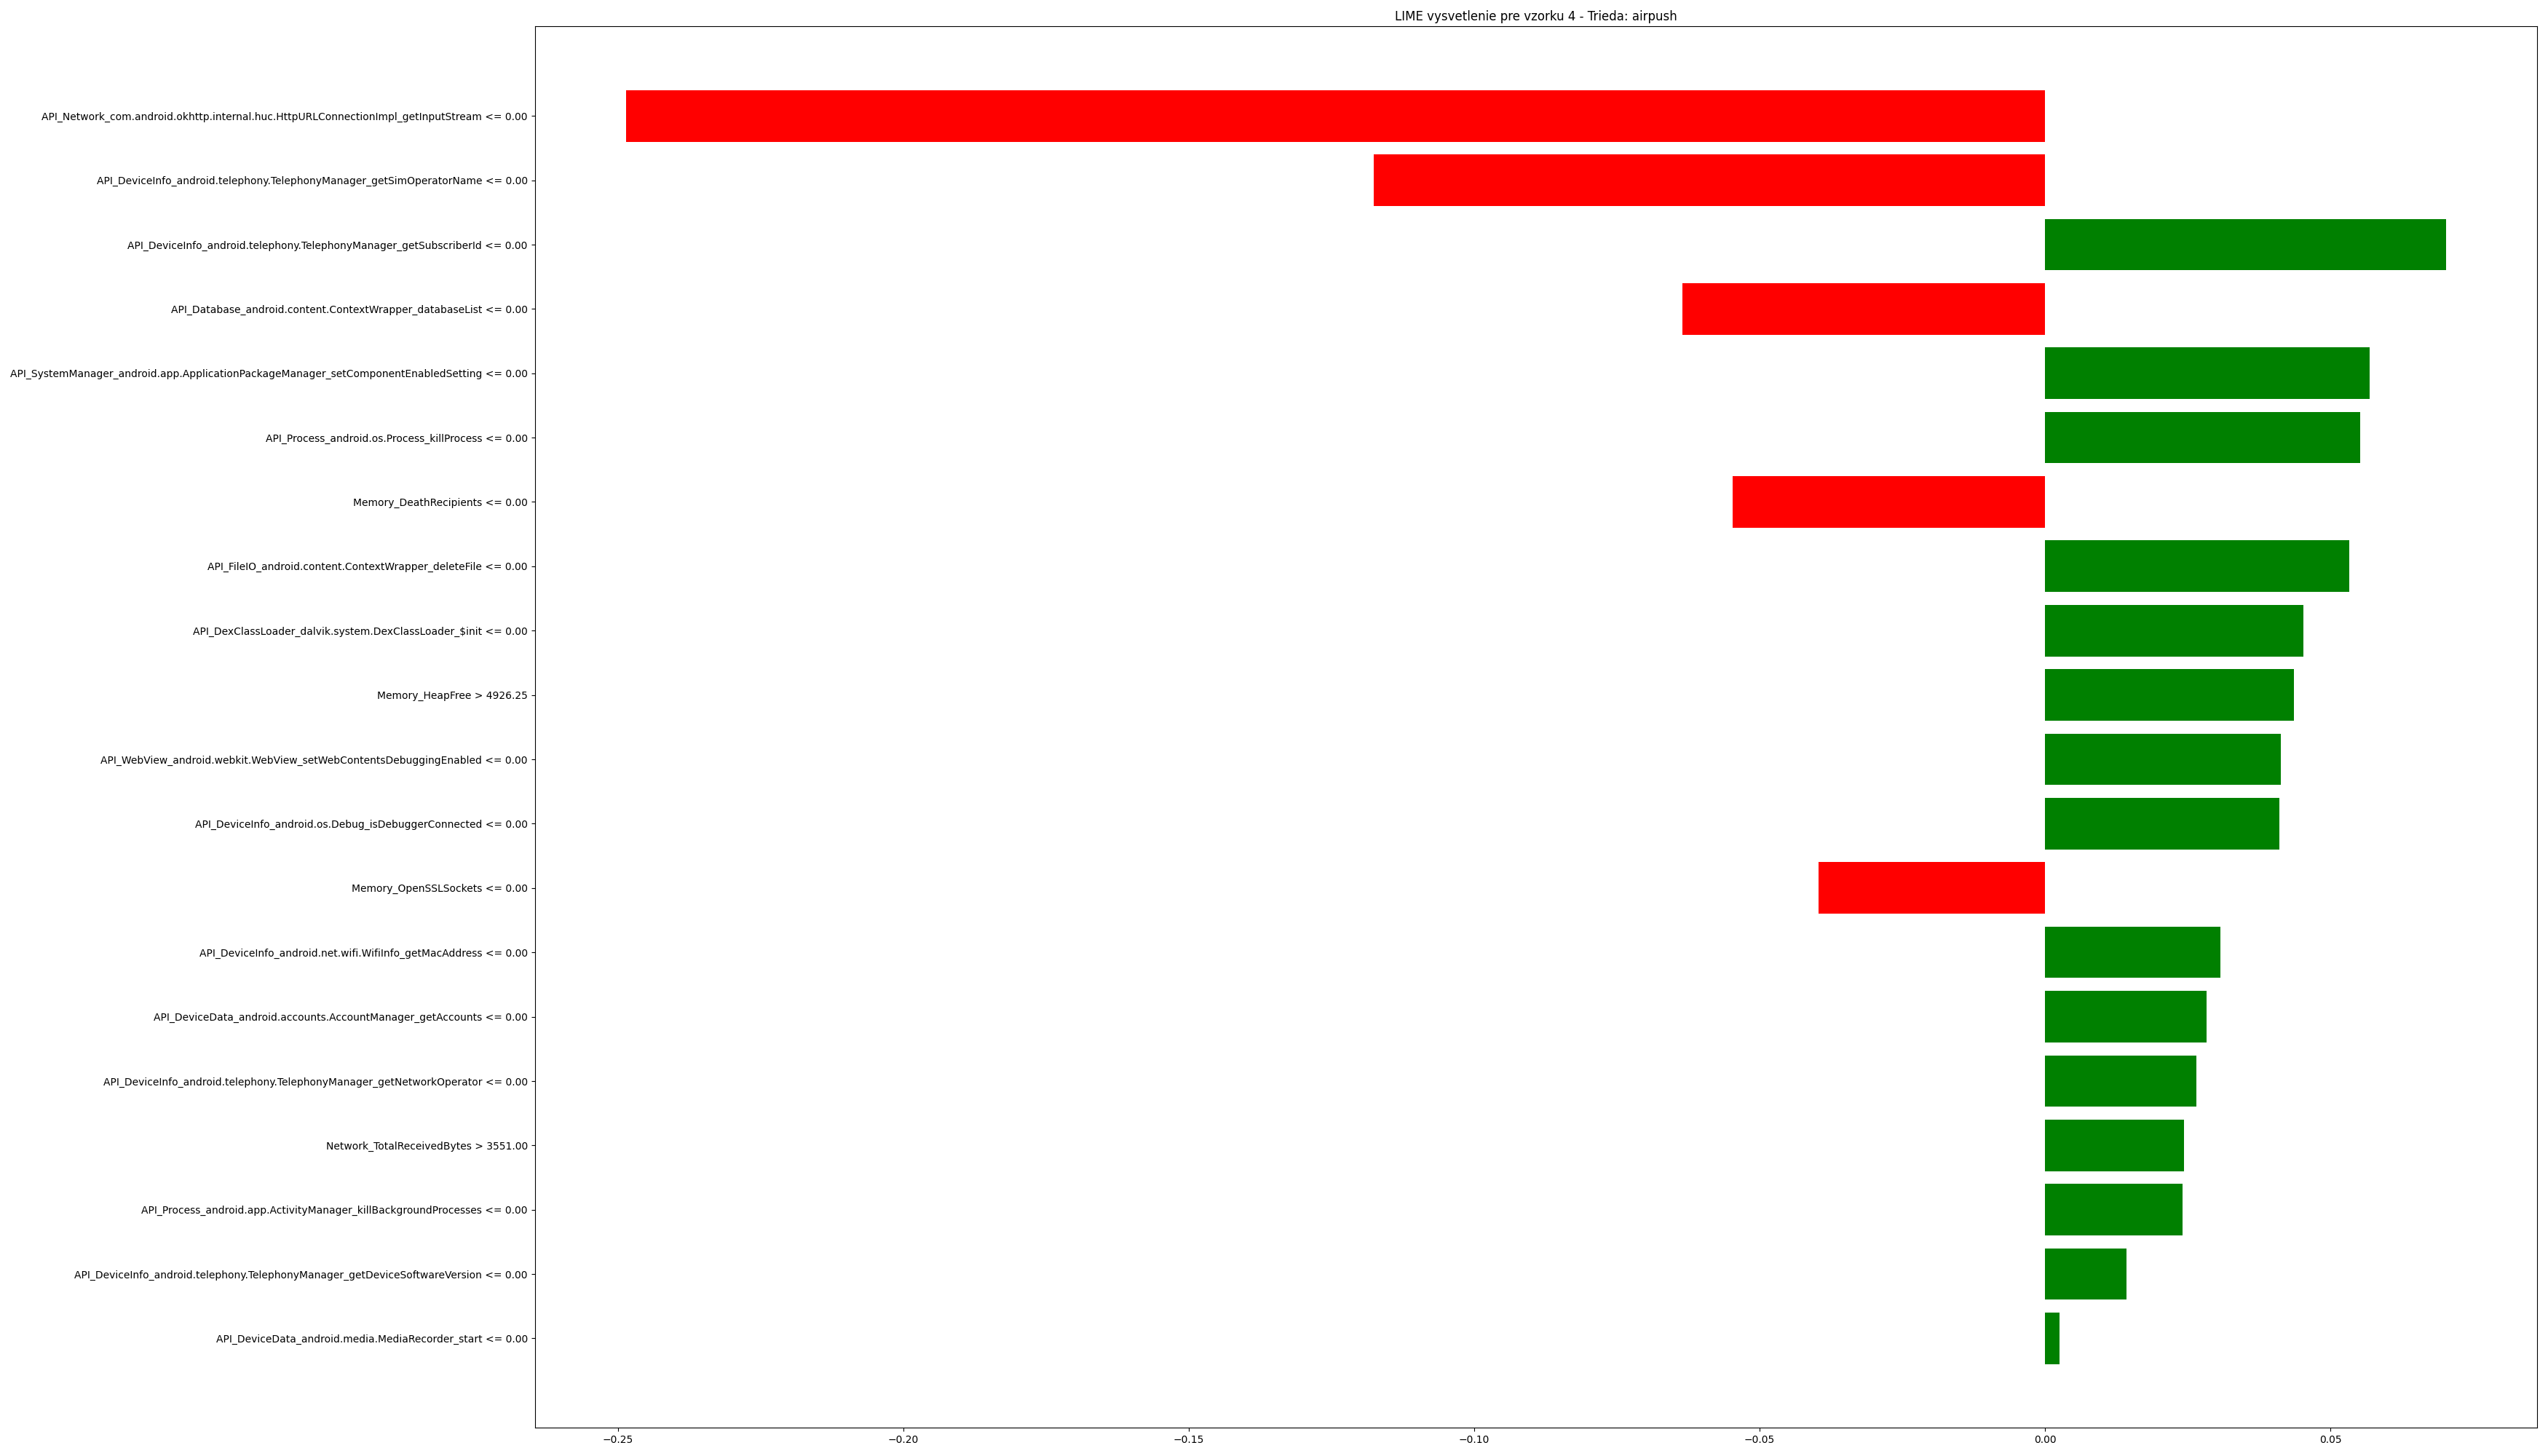 LIME vysvetlenie pre vzorku 4 - Trieda: airpush
API_Network_com.android.okhttp.internal.huc.HttpURLConnectionImpl_getInputStream <= 0.00
API_DeviceInfo_android.telephony.TelephonyManager_getSimOperatorName <= 0.00
API_DeviceInfo_android.telephony.TelephonyManager_getSubscriberId <= 0.00
API_Database_android.content.ContextWrapper_databaseList <= 0.00
API_SystemManager_android.app.ApplicationPackageManager_setComponentEnabledSetting <= 0.00
API_Process_android.os.Process_killProcess <= 0.00
Memory_DeathRecipients <= 0.00
API_FileIO_android.content.ContextWrapper_deleteFile <= 0.00
API_DexClassLoader_dalvik.system.DexClassLoader_$init <= 0.00
Memory_HeapFree > 4926.25
API_WebView_android.webkit.WebView_setWebContentsDebuggingEnabled <= 0.00
API_DeviceInfo_android.os.Debug_isDebuggerConnected <= 0.00
Memory_OpenSSLSockets <= 0.00
API_DeviceInfo_android.net.wifi.WifiInfo_getMacAddress <= 0.00
API_DeviceData_android.accounts.AccountManager_getAccounts <= 0.00
API_DeviceInfo_android.telephony.TelephonyManager_getNetworkOperator <= 0.00
Network_TotalReceivedBytes > 3551.00
API_Process_android.app.ActivityManager_killBackgroundProcesses <= 0.00
API_DeviceInfo_android.telephony.TelephonyManager_getDeviceSoftwareVersion <= 0.00
API_DeviceData_android.media.MediaRecorder_start <= 0.00
−0.25 −0.20 −0.15 −0.10 −0.05 0.00 0.05